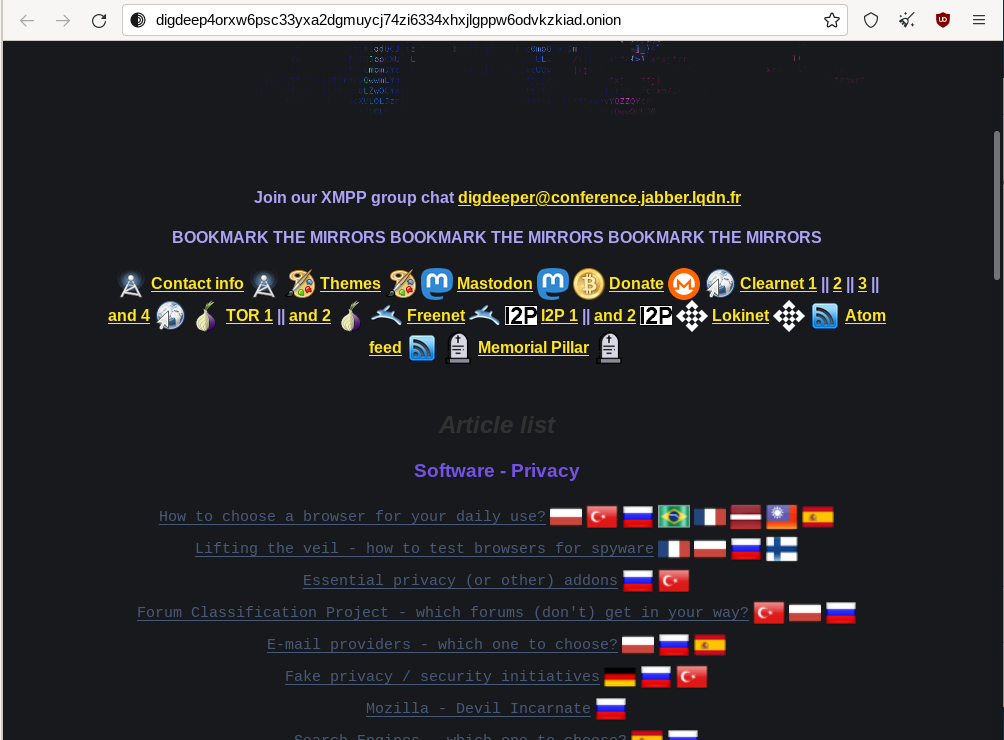 digdeep4orxw6psc33yxa2dgmuycj74zi6334xhxjlgppw6odvkzkiad.onion
Join our XMPP group chat digdeeper@conference.jabber.lqdn.fr
BOOKMARK THE MIRRORS BOOKMARK THE MIRRORS BOOKMARK THE MIRRORS
Contact info Themes Mastodon Donate Clearnet 1 || 2 || 3 ||
and 4 TOR 1 || and 2 Freenet I2P I2P 1 || and 2 I2P Lokinet Atom
feed Memorial Pillar
Article list
Software - Privacy
How to choose a browser for your daily use?
Lifting the veil - how to test browsers for spyware
Essential privacy (or other) addons
Forum Classification Project - which forums (don't) get in your way?
E-mail providers - which one to choose?
Fake privacy / security initiatives
Mozilla - Devil Incarnate
Search Engines - which one to choose?